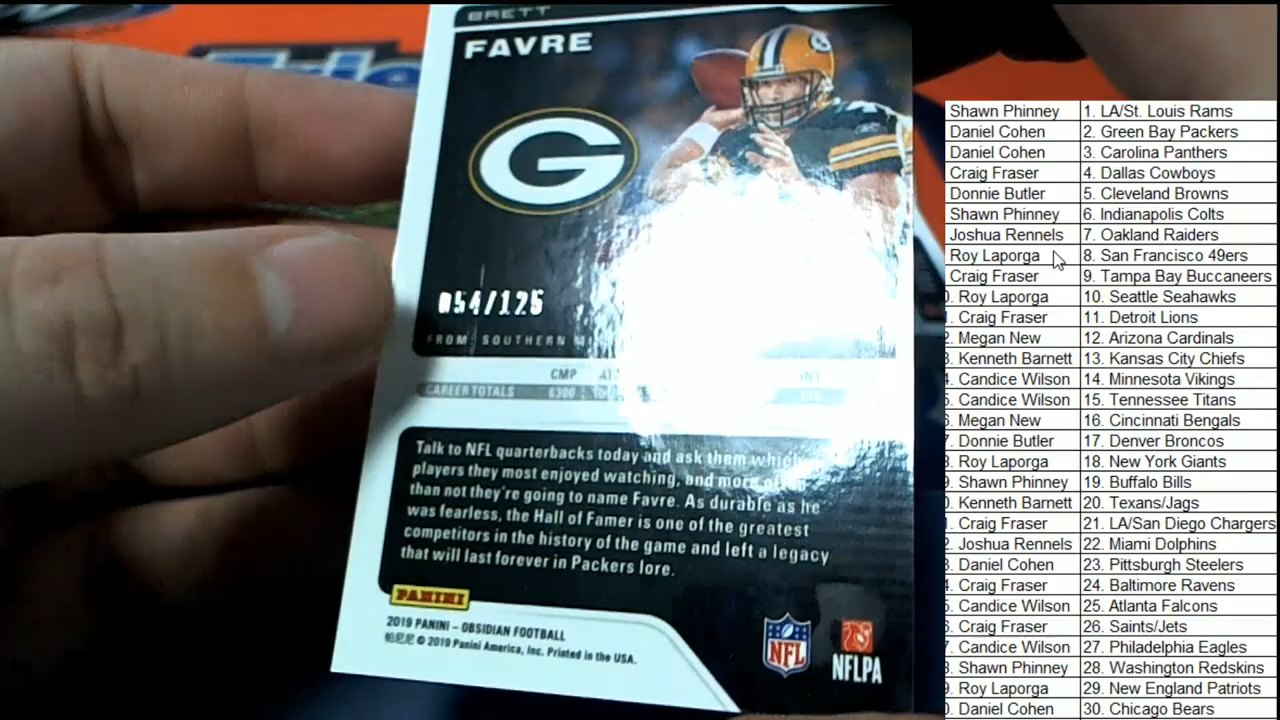 BRETT
FAVRE
G
054/125
FROM: SOUTHERN
CMP
CAREER TOTALS 6300
Talk to NFL quarterbacks today and ask them which
players they most enjoyed watching, and more
than not they're going to name Favre. As durable as he
was fearless, the Hall of Famer is one of the greatest
competitors in the history of the game and left a legacy
that will last forever in Packers lore.
PANINI
2019 PANINI – OBSIDIAN FOOTBALL
帕尼尼 © 2019 Panini America, Inc. Printed in the USA.
NFL
NFLPA
Shawn Phinney 1. LA/St. Louis Rams
Daniel Cohen 2. Green Bay Packers
Daniel Cohen 3. Carolina Panthers
Craig Fraser 4. Dallas Cowboys
Donnie Butler 5. Cleveland Browns
Shawn Phinney 6. Indianapolis Colts
Joshua Rennels 7. Oakland Raiders
Roy Laporga 8. San Francisco 49ers
Craig Fraser 9. Tampa Bay Buccaneers
Roy Laporga 10. Seattle Seahawks
Craig Fraser 11. Detroit Lions
Megan New 12. Arizona Cardinals
Kenneth Barnett 13. Kansas City Chiefs
Candice Wilson 14. Minnesota Vikings
Candice Wilson 15. Tennessee Titans
Megan New 16. Cincinnati Bengals
Donnie Butler 17. Denver Broncos
Roy Laporga 18. New York Giants
Shawn Phinney 19. Buffalo Bills
Kenneth Barnett 20. Texans/Jags
Craig Fraser 21. LA/San Diego Chargers
Joshua Rennels 22. Miami Dolphins
Daniel Cohen 23. Pittsburgh Steelers
Craig Fraser 24. Baltimore Ravens
Candice Wilson 25. Atlanta Falcons
Craig Fraser 26. Saints/Jets
Candice Wilson 27. Philadelphia Eagles
Shawn Phinney 28. Washington Redskins
Roy Laporga 29. New England Patriots
Daniel Cohen 30. Chicago Bears